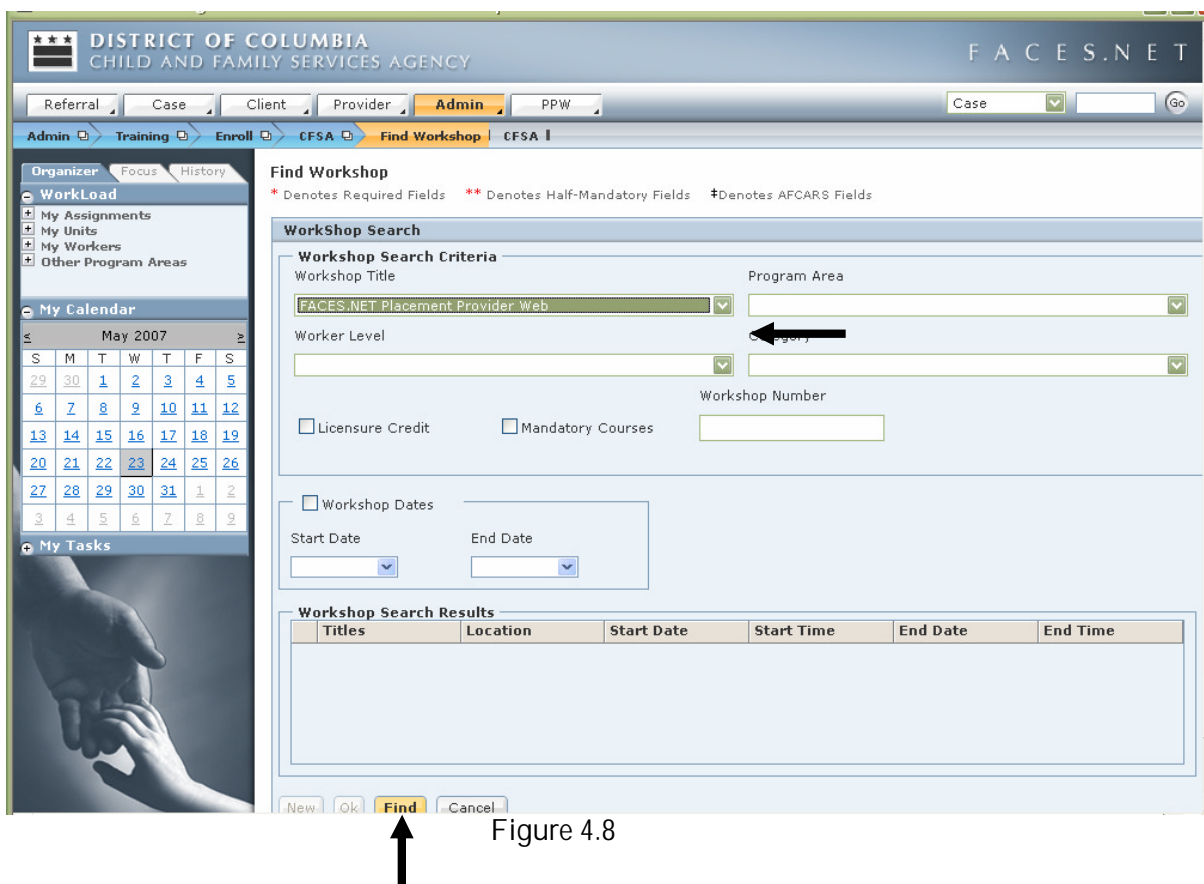 DISTRICT OF COLUMBIA
CHILD AND FAMILY SERVICES AGENCY
FACES.NET
Referral Case Client Provider Admin PPW Case Go
Admin Training Enroll CFSA Find Workshop CFSA
Organizer Focus History
WorkLoad
My Assignments
My Units
My Workers
Other Program Areas
My Calendar
< May 2007 >
S M T W T F S
29 30 1 2 3 4 5
6 7 8 9 10 11 12
13 14 15 16 17 18 19
20 21 22 23 24 25 26
27 28 29 30 31 1 2
3 4 5 6 7 8 9
My Tasks
Find Workshop
* Denotes Required Fields ** Denotes Half-Mandatory Fields ‡Denotes AFCARS Fields
WorkShop Search
Workshop Search Criteria
Workshop Title Program Area
FACES.NET Placement Provider Web
Worker Level Category
Workshop Number
Licensure Credit Mandatory Courses
Workshop Dates
Start Date End Date
Workshop Search Results
Titles Location Start Date Start Time End Date End Time
New Ok Find Cancel
Figure 4.8